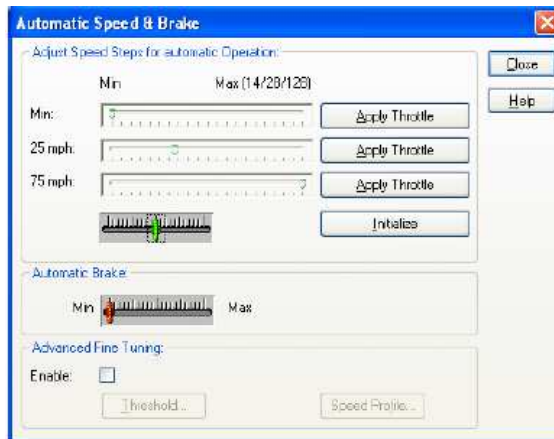 Automatic Speed & Brake
Adjust Speed Steps for automatic Operation:
Close
Min Max (14/28/128)
Help
Min: Apply Throttle
25 mph: Apply Throttle
75 mph: Apply Throttle
Initialize
Automatic Brake:
Min Max
Advanced Fine Tuning:
Enable:
Threshold... Speed Profile...